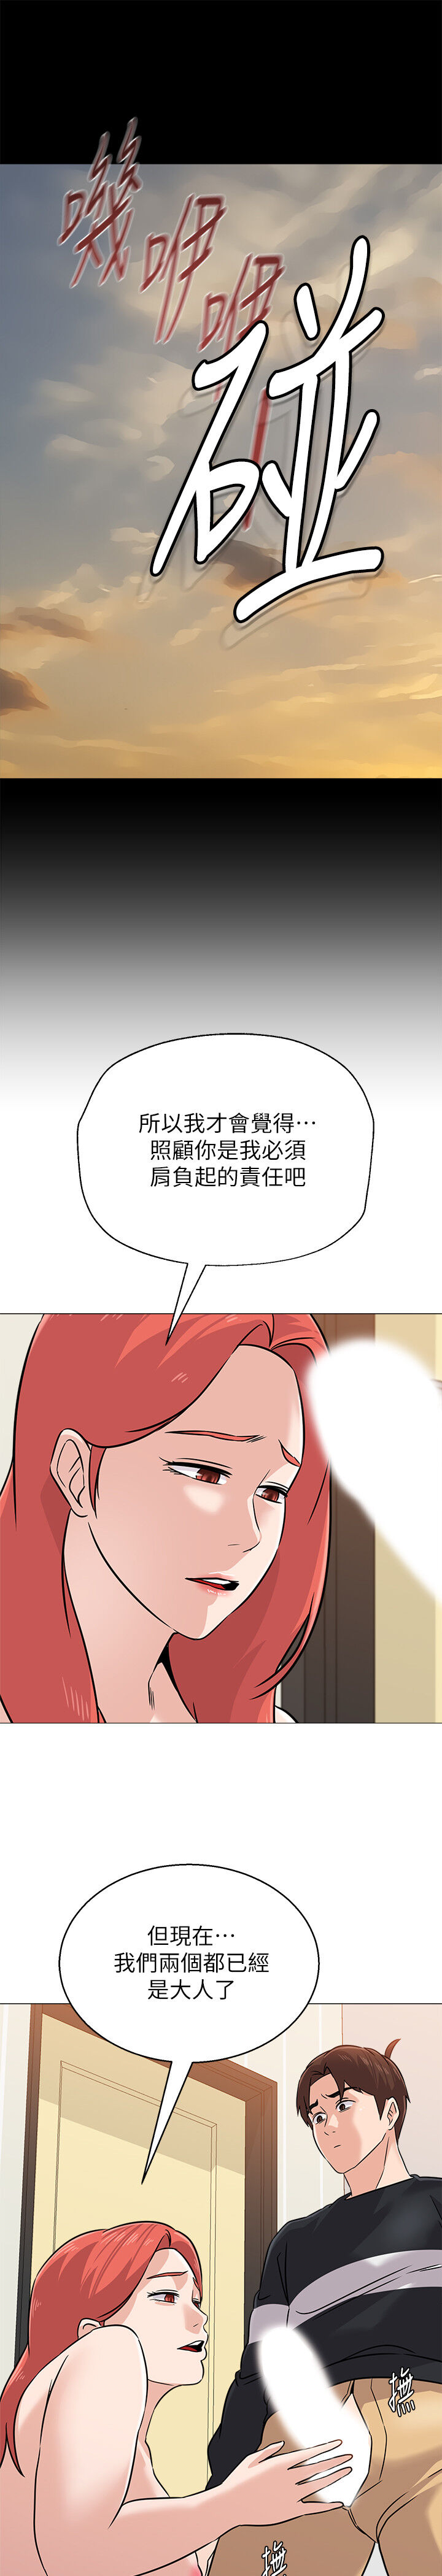 嘰咿咿
碰
所以我才會覺得⋯
照顧你是我必須
肩負起的責任吧
但現在⋯
我們兩個都已經
是大人了
撫
撫